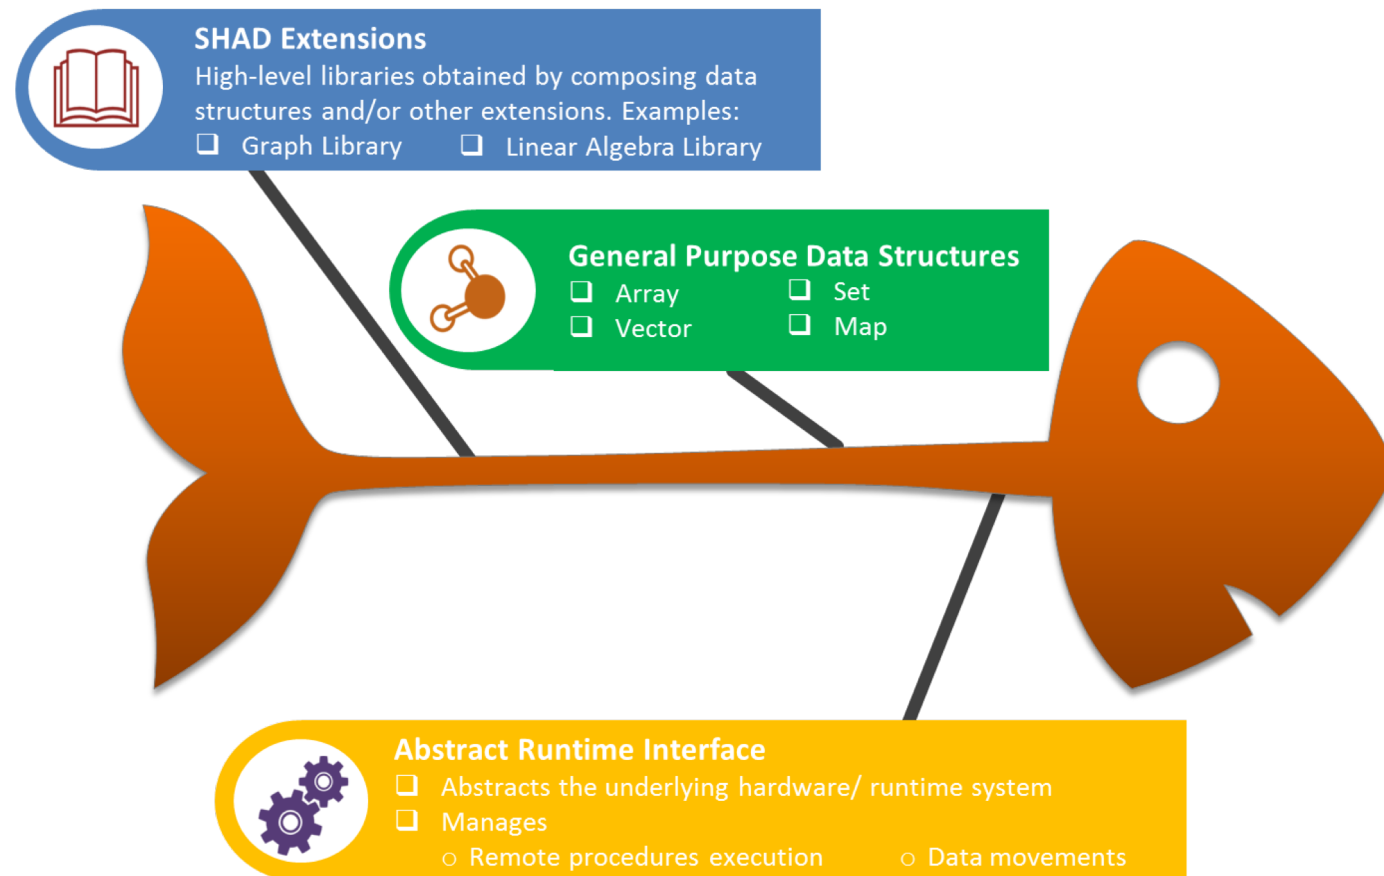 SHAD Extensions
High-level libraries obtained by composing data
structures and/or other extensions. Examples:
❑ Graph Library ❑ Linear Algebra Library
General Purpose Data Structures
❑ Array ❑ Set
❑ Vector ❑ Map
Abstract Runtime Interface
❑ Abstracts the underlying hardware/ runtime system
❑ Manages
○ Remote procedures execution ○ Data movements